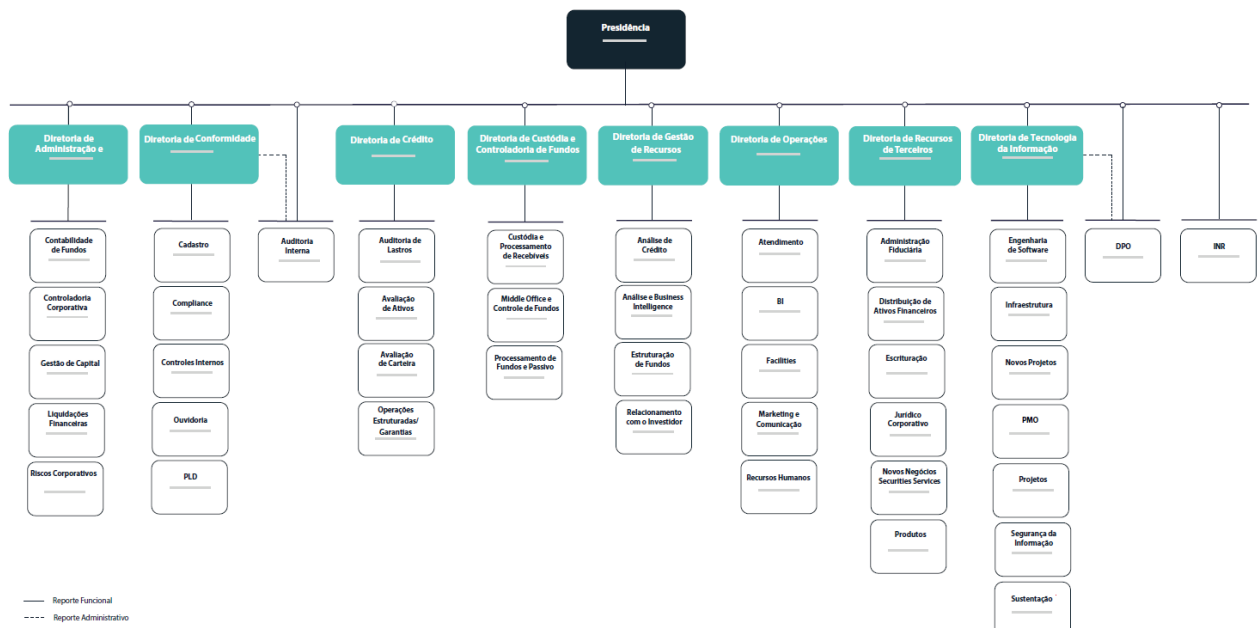 Presidência
Diretoria de
Administração e
Diretoria de Conformidade
Diretoria de Crédito
Diretoria de Custódia e
Controladoria de Fundos
Diretoria de Gestão
de Recursos
Diretoria de Operações
Diretoria de Recursos
de Terceiros
Diretoria de Tecnologia
da Informação
Contabilidade
de Fundos
Controladoria
Corporativa
Gestão de Capital
Liquidações
Financeiras
Riscos Corporativos
Cadastro
Compliance
Controles Internos
Ouvidoria
PLD
Auditoria
Interna
Auditoria de
Lastros
Avaliação
de Ativos
Avaliação
de Carteira
Operações
Estruturadas/
Garantias
Custódia e
Processamento
de Recebíveis
Middle Office e
Controle de Fundos
Processamento de
Fundos e Passivo
Análise de
Crédito
Análise e Business
Intelligence
Estruturação
de Fundos
Relacionamento
com o Investidor
Atendimento
BI
Facilities
Marketing e
Comunicação
Recursos Humanos
Administração
Fiduciária
Distribuição de
Ativos Financeiros
Escrituração
Jurídico
Corporativo
Novos Negócios
Securities Services
Produtos
Engenharia
de Software
Infraestrutura
Novos Projetos
PMO
Projetos
Segurança da
Informação
Sustentação
DPO
INR
Reporte Funcional
Reporte Administrativo